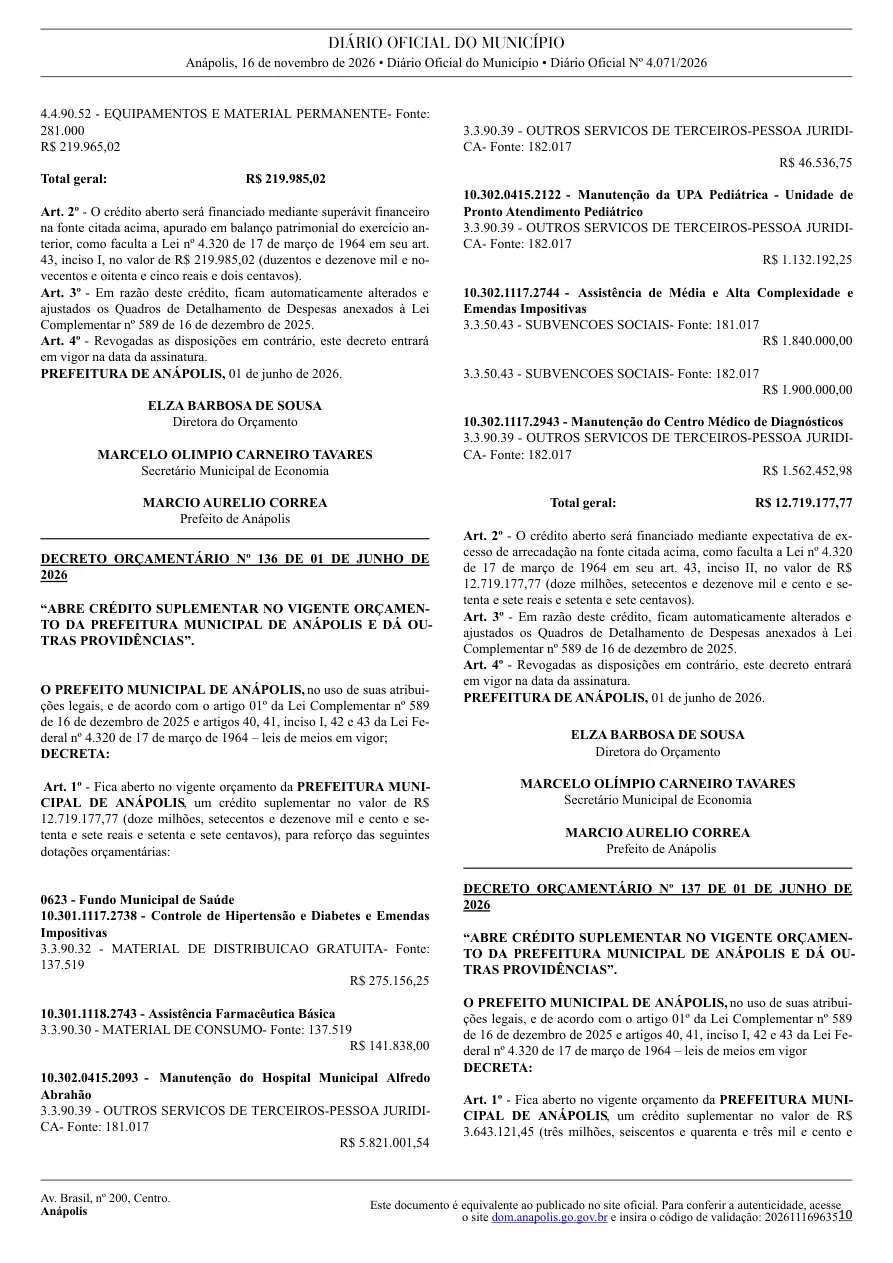 DIÁRIO OFICIAL DO MUNICÍPIO
Anápolis, 16 de novembro de 2026 • Diário Oficial do Município • Diário Oficial Nº 4.071/2026
4.4.90.52 - EQUIPAMENTOS E MATERIAL PERMANENTE- Fonte:
281.000
R$ 219.965,02
Total geral: R$ 219.985,02
Art. 2º - O crédito aberto será financiado mediante superávit financeiro
na fonte citada acima, apurado em balanço patrimonial do exercício an-
terior, como faculta a Lei nº 4.320 de 17 de março de 1964 em seu art.
43, inciso I, no valor de R$ 219.985,02 (duzentos e dezenove mil e no-
vecentos e oitenta e cinco reais e dois centavos).
Art. 3º - Em razão deste crédito, ficam automaticamente alterados e
ajustados os Quadros de Detalhamento de Despesas anexados à Lei
Complementar nº 589 de 16 de dezembro de 2025.
Art. 4º - Revogadas as disposições em contrário, este decreto entrará
em vigor na data da assinatura.
PREFEITURA DE ANÁPOLIS, 01 de junho de 2026.
ELZA BARBOSA DE SOUSA
Diretora do Orçamento
MARCELO OLIMPIO CARNEIRO TAVARES
Secretário Municipal de Economia
MARCIO AURELIO CORREA
Prefeito de Anápolis
DECRETO ORÇAMENTÁRIO Nº 136 DE 01 DE JUNHO DE
2026
“ABRE CRÉDITO SUPLEMENTAR NO VIGENTE ORÇAMEN-
TO DA PREFEITURA MUNICIPAL DE ANÁPOLIS E DÁ OU-
TRAS PROVIDÊNCIAS”.
O PREFEITO MUNICIPAL DE ANÁPOLIS, no uso de suas atribui-
ções legais, e de acordo com o artigo 01º da Lei Complementar nº 589
de 16 de dezembro de 2025 e artigos 40, 41, inciso I, 42 e 43 da Lei Fe-
deral nº 4.320 de 17 de março de 1964 – leis de meios em vigor;
DECRETA:
Art. 1º - Fica aberto no vigente orçamento da PREFEITURA MUNI-
CIPAL DE ANÁPOLIS, um crédito suplementar no valor de R$
12.719.177,77 (doze milhões, setecentos e dezenove mil e cento e se-
tenta e sete reais e setenta e sete centavos), para reforço das seguintes
dotações orçamentárias:
0623 - Fundo Municipal de Saúde
10.301.1117.2738 - Controle de Hipertensão e Diabetes e Emendas
Impositivas
3.3.90.32 - MATERIAL DE DISTRIBUICAO GRATUITA- Fonte:
137.519
R$ 275.156,25
10.301.1118.2743 - Assistência Farmacêutica Básica
3.3.90.30 - MATERIAL DE CONSUMO- Fonte: 137.519
R$ 141.838,00
10.302.0415.2093 - Manutenção do Hospital Municipal Alfredo
Abrahão
3.3.90.39 - OUTROS SERVICOS DE TERCEIROS-PESSOA JURIDI-
CA- Fonte: 181.017
R$ 5.821.001,54
3.3.90.39 - OUTROS SERVICOS DE TERCEIROS-PESSOA JURIDI-
CA- Fonte: 182.017
R$ 46.536,75
10.302.0415.2122 - Manutenção da UPA Pediátrica - Unidade de
Pronto Atendimento Pediátrico
3.3.90.39 - OUTROS SERVICOS DE TERCEIROS-PESSOA JURIDI-
CA- Fonte: 182.017
R$ 1.132.192,25
10.302.1117.2744 - Assistência de Média e Alta Complexidade e
Emendas Impositivas
3.3.50.43 - SUBVENCOES SOCIAIS- Fonte: 181.017
R$ 1.840.000,00
3.3.50.43 - SUBVENCOES SOCIAIS- Fonte: 182.017
R$ 1.900.000,00
10.302.1117.2943 - Manutenção do Centro Médico de Diagnósticos
3.3.90.39 - OUTROS SERVICOS DE TERCEIROS-PESSOA JURIDI-
CA- Fonte: 182.017
R$ 1.562.452,98
Total geral: R$ 12.719.177,77
Art. 2º - O crédito aberto será financiado mediante expectativa de ex-
cesso de arrecadação na fonte citada acima, como faculta a Lei nº 4.320
de 17 de março de 1964 em seu art. 43, inciso II, no valor de R$
12.719.177,77 (doze milhões, setecentos e dezenove mil e cento e se-
tenta e sete reais e setenta e sete centavos).
Art. 3º - Em razão deste crédito, ficam automaticamente alterados e
ajustados os Quadros de Detalhamento de Despesas anexados à Lei
Complementar nº 589 de 16 de dezembro de 2025.
Art. 4º - Revogadas as disposições em contrário, este decreto entrará
em vigor na data da assinatura.
PREFEITURA DE ANÁPOLIS, 01 de junho de 2026.
ELZA BARBOSA DE SOUSA
Diretora do Orçamento
MARCELO OLÍMPIO CARNEIRO TAVARES
Secretário Municipal de Economia
MARCIO AURELIO CORREA
Prefeito de Anápolis
DECRETO ORÇAMENTÁRIO Nº 137 DE 01 DE JUNHO DE
2026
“ABRE CRÉDITO SUPLEMENTAR NO VIGENTE ORÇAMEN-
TO DA PREFEITURA MUNICIPAL DE ANÁPOLIS E DÁ OU-
TRAS PROVIDÊNCIAS”.
O PREFEITO MUNICIPAL DE ANÁPOLIS, no uso de suas atribui-
ções legais, e de acordo com o artigo 01º da Lei Complementar nº 589
de 16 de dezembro de 2025 e artigos 40, 41, inciso I, 42 e 43 da Lei Fe-
deral nº 4.320 de 17 de março de 1964 – leis de meios em vigor
DECRETA:
Art. 1º - Fica aberto no vigente orçamento da PREFEITURA MUNI-
CIPAL DE ANÁPOLIS, um crédito suplementar no valor de R$
3.643.121,45 (três milhões, seiscentos e quarenta e três mil e cento e
Av. Brasil, nº 200, Centro.
Anápolis
Este documento é equivalente ao publicado no site oficial. Para conferir a autenticidade, acesse
o site dom.anapolis.go.gov.br e insira o código de validação: 20261116963510